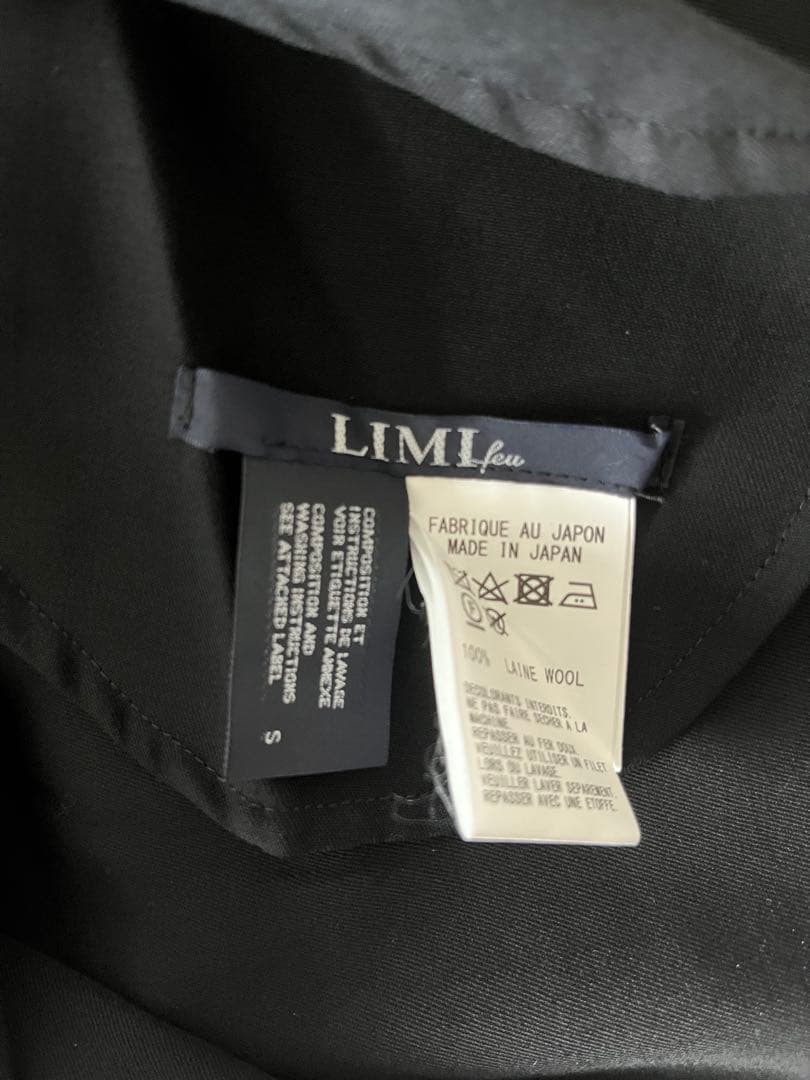 LIMI feu
COMPOSITION ET
INSTRUCTIONS DE LAVAGE
VOIR ETIQUETTE ANNEXE
COMPOSITION AND
WASHING INSTRUCTIONS
SEE ATTACHED LABEL
S
FABRIQUE AU JAPON
MADE IN JAPAN
100% LAINE WOOL
DECOLORANTS INTERDITS.
NE PAS FAIRE SECHER A LA
MACHINE.
REPASSER AU FER DOUX.
VEUILLEZ UTILISER UN FILET
LORS DU LAVAGE.
VEUILLER LAVER SEPAREMENT.
REPASSER AVEC UNE ETOFFE.